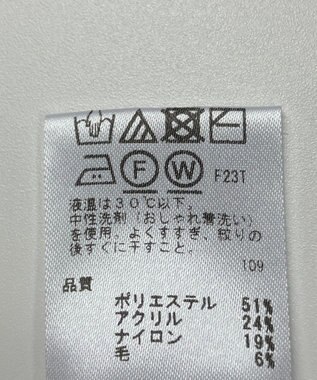 F W F23T
液温は30℃以下。
中性洗剤(おしゃれ着洗い)
を使用。よくすすぎ、絞りの
後すぐに干すこと。
109
品質
ポリエステル 51%
アクリル 24%
ナイロン 19%
毛 6%